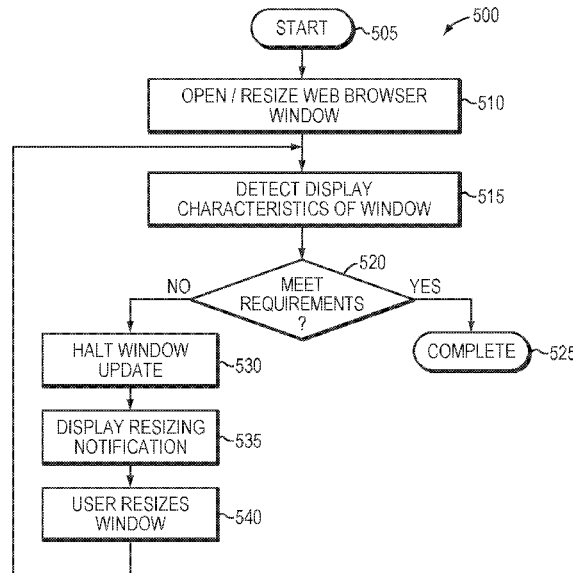 START
505
500
OPEN / RESIZE WEB BROWSER
WINDOW
510
DETECT DISPLAY
CHARACTERISTICS OF WINDOW
515
520
NO
MEET
REQUIREMENTS
?
YES
HALT WINDOW
UPDATE
530
COMPLETE
525
DISPLAY RESIZING
NOTIFICATION
535
USER RESIZES
WINDOW
540